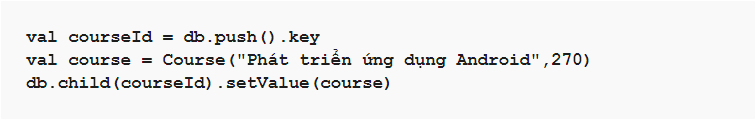 val courseId = db.push().key
val course = Course("Phát triển ứng dụng Android",270)
db.child(courseId).setValue(course)